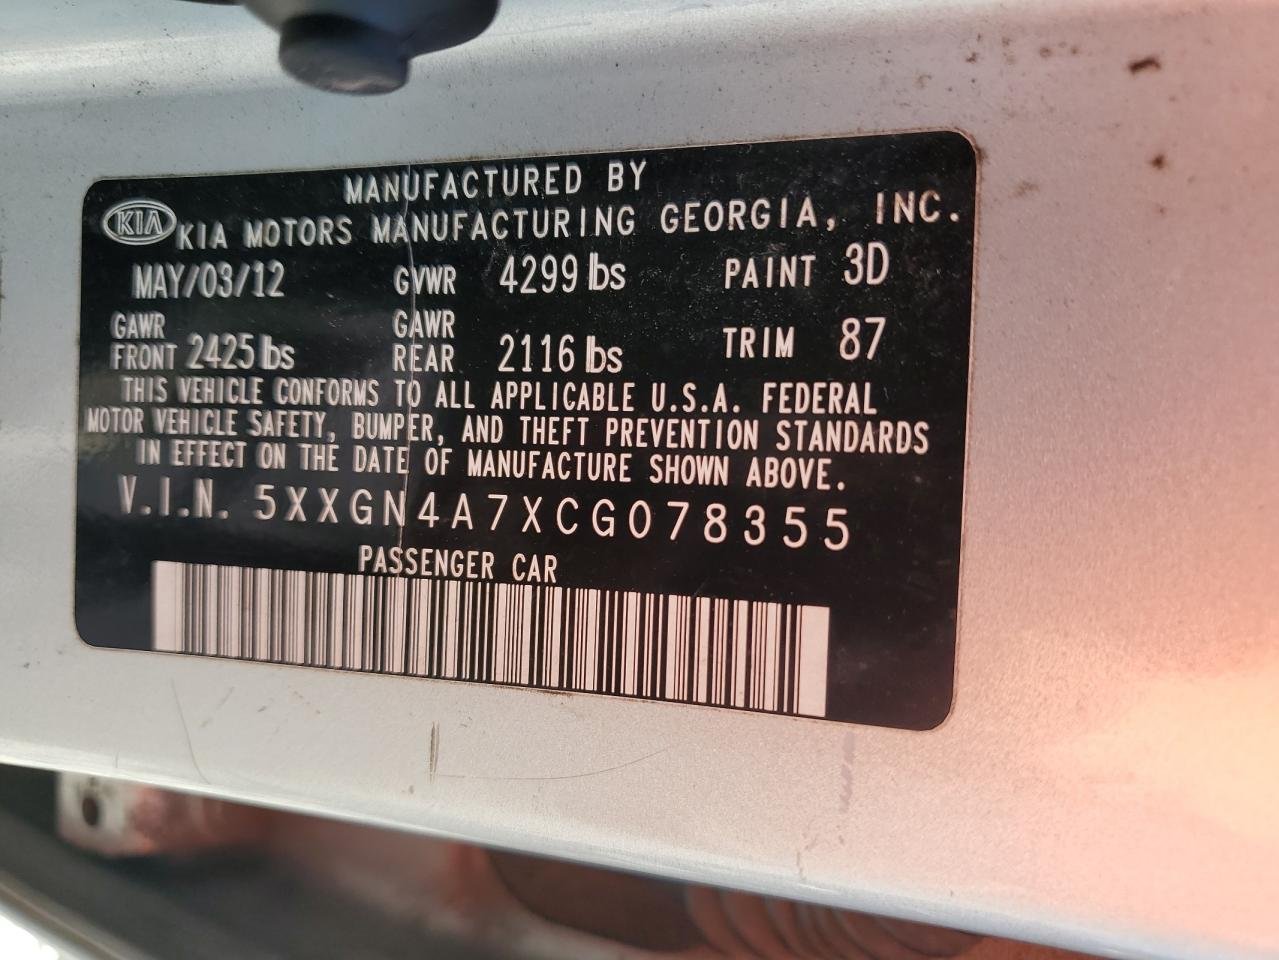 MANUFACTURED BY
KIA KIA MOTORS MANUFACTURING GEORGIA, INC.
MAY/03/12 GVWR 4299 lbs PAINT 3D
GAWR FRONT 2425 lbs GAWR REAR 2116 lbs TRIM 87
THIS VEHICLE CONFORMS TO ALL APPLICABLE U.S.A. FEDERAL
MOTOR VEHICLE SAFETY, BUMPER, AND THEFT PREVENTION STANDARDS
IN EFFECT ON THE DATE OF MANUFACTURE SHOWN ABOVE.
V.I.N. 5XXGN4A7XCG078355
PASSENGER CAR